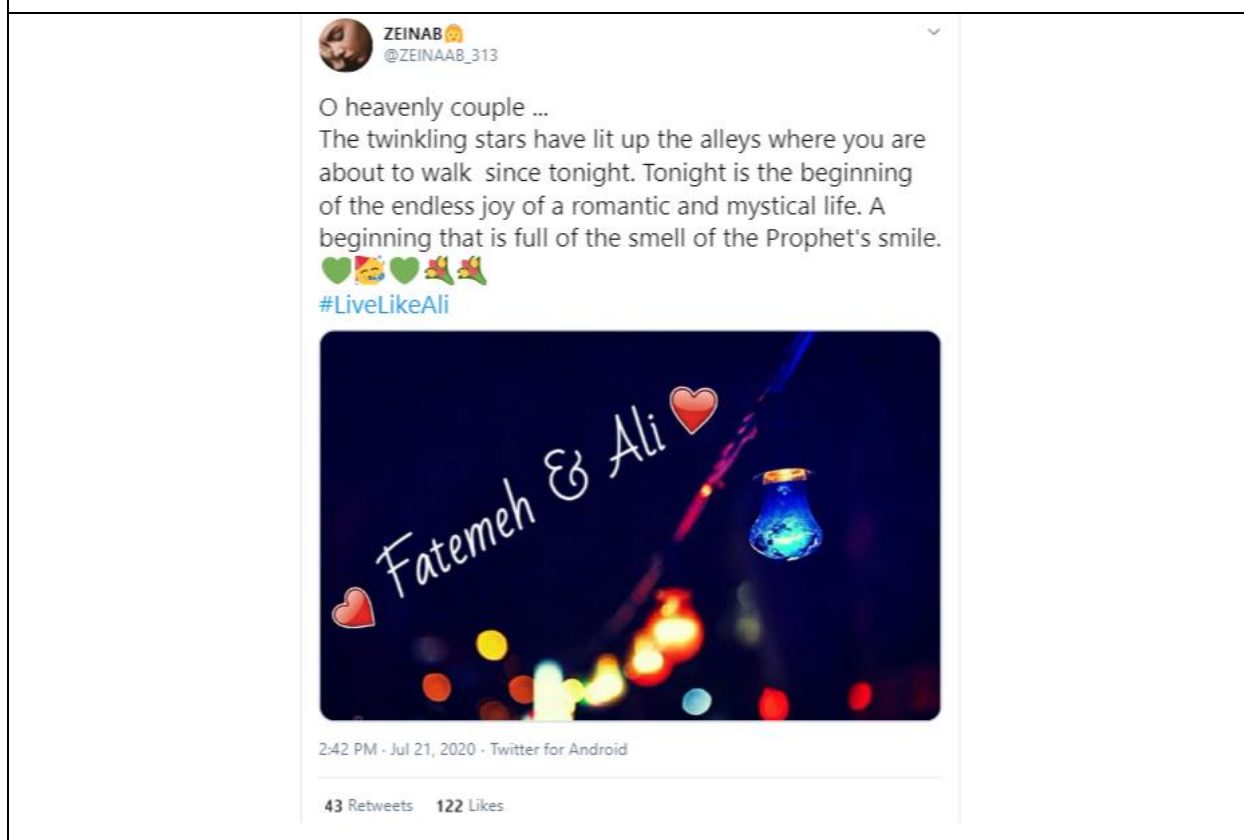 ZEINAB
@ZEINAAB_313
O heavenly couple ...
The twinkling stars have lit up the alleys where you are
about to walk  since tonight. Tonight is the beginning
of the endless joy of a romantic and mystical life. A
beginning that is full of the smell of the Prophet's smile.
#LiveLikeAli
Fatemeh & Ali
2:42 PM · Jul 21, 2020 · Twitter for Android
43 Retweets 122 Likes